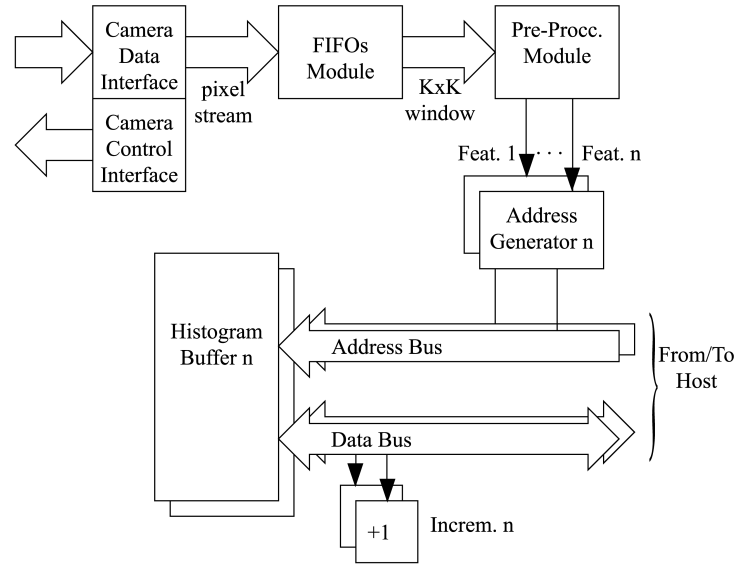 Camera
Data
Interface
pixel
stream
FIFOs
Module
KxK
window
Pre-Procc.
Module
Camera
Control
Interface
Feat. 1
. . .
Feat. n
Address
Generator n
Histogram
Buffer n
Address Bus
From/To
Host
Data Bus
+1
Increm. n